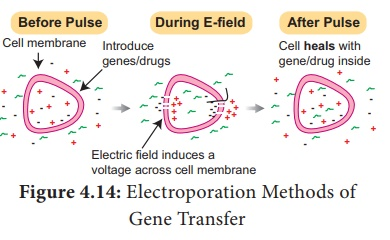 Before Pulse
During E-field
After Pulse
Cell membrane
Introduce
genes/drugs
Cell heals with
gene/drug inside
Electric field induces a
voltage across cell membrane
Figure 4.14: Electroporation Methods of
Gene Transfer